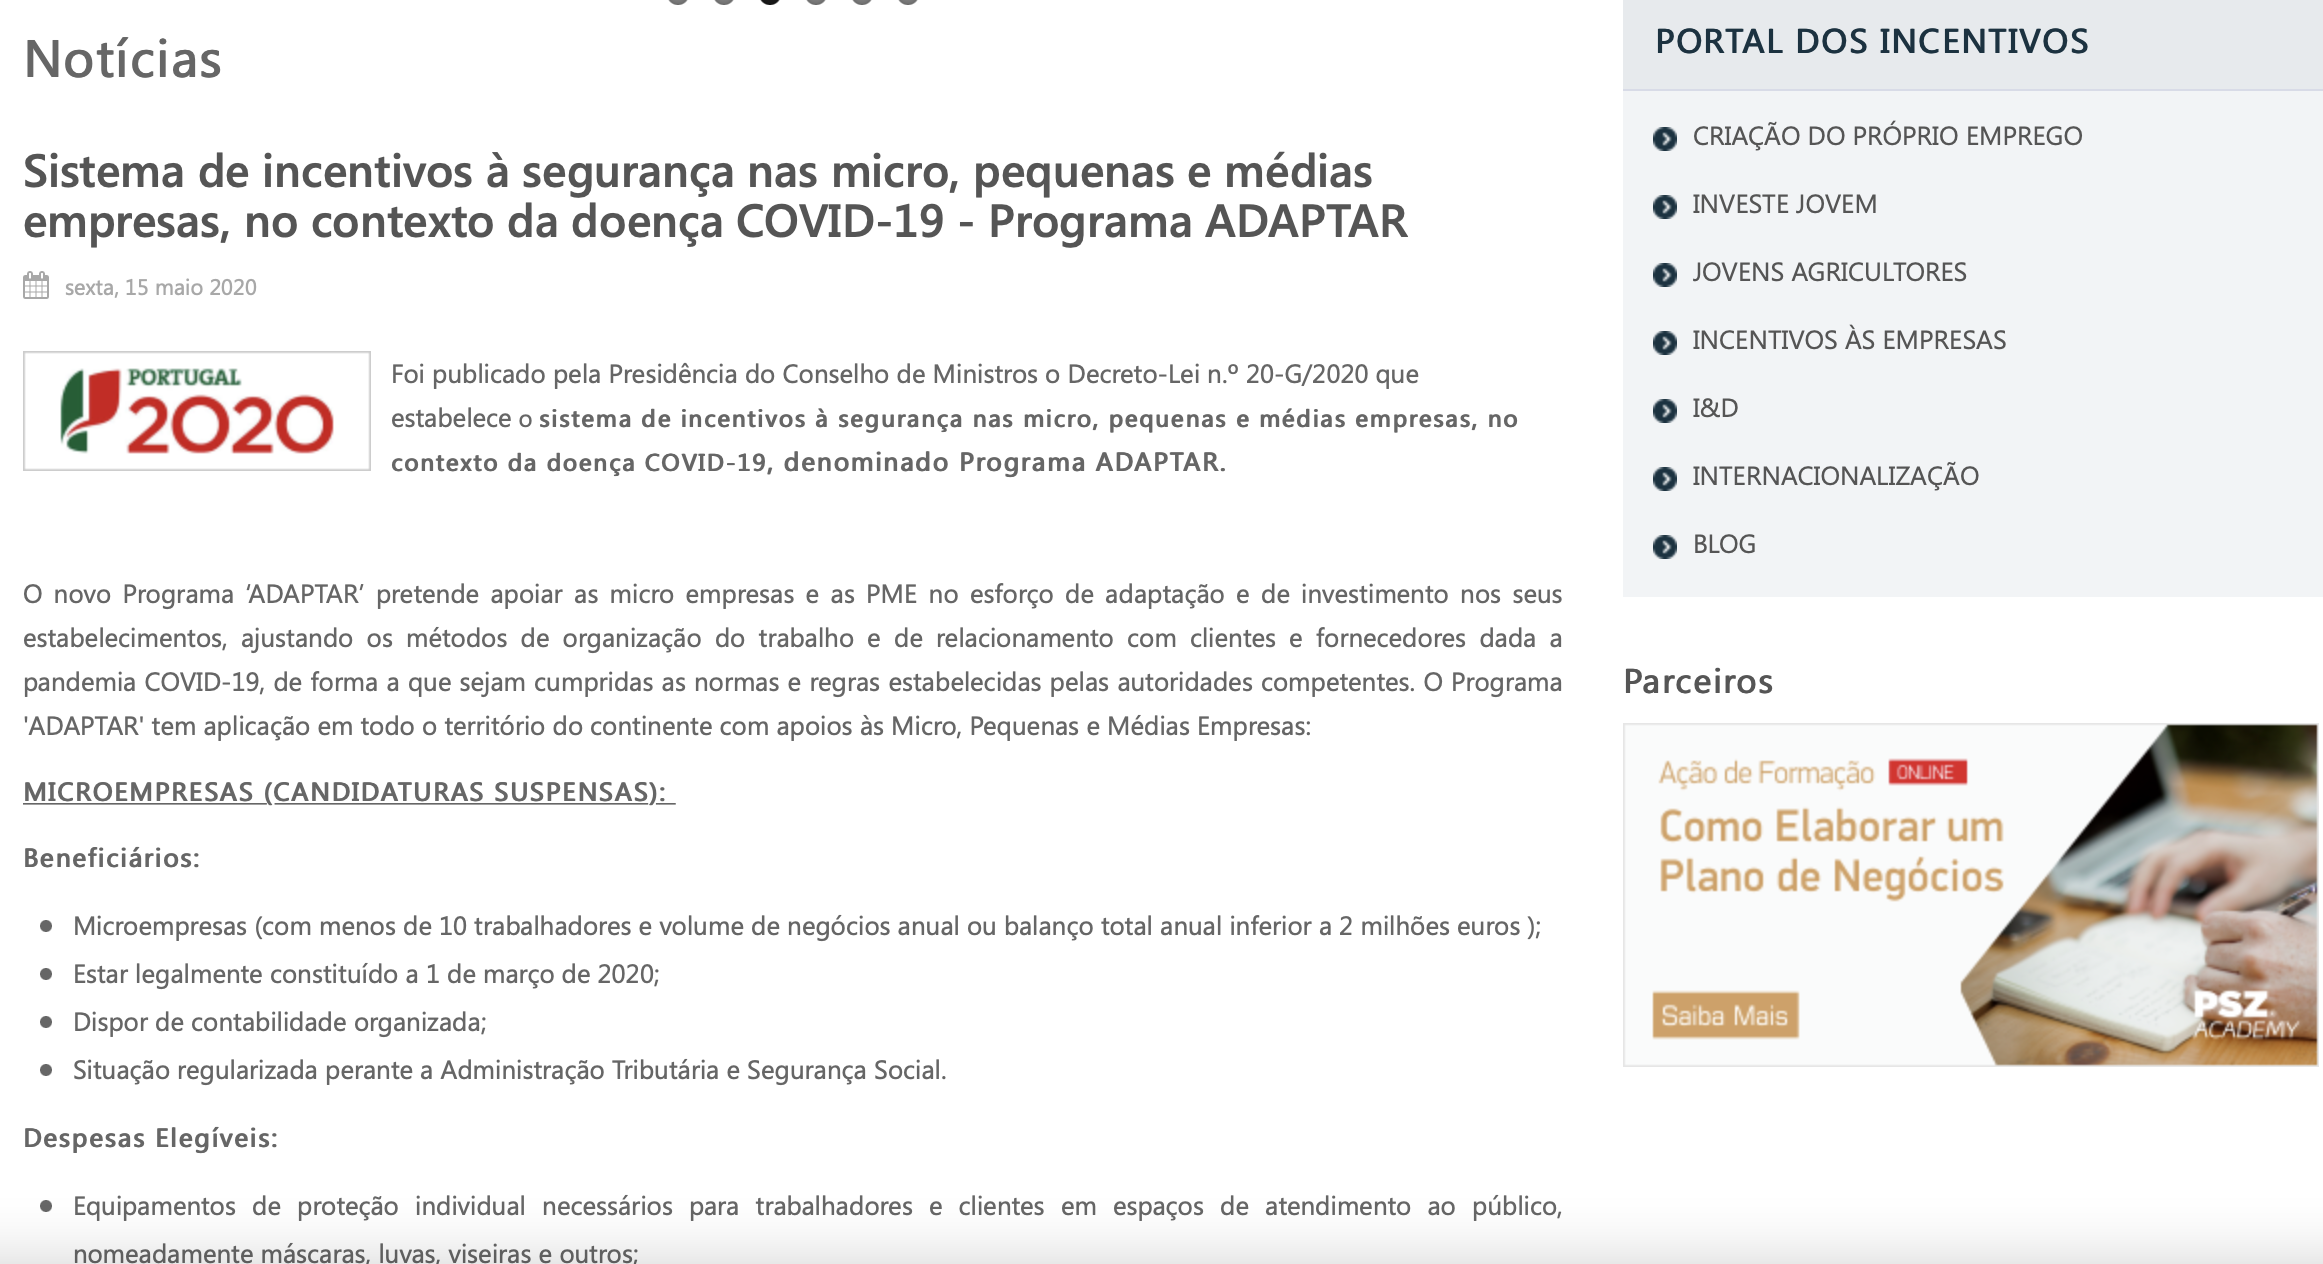 Notícias
Sistema de incentivos à segurança nas micro, pequenas e médias
empresas, no contexto da doença COVID-19 - Programa ADAPTAR
sexta, 15 maio 2020
PORTUGAL
2020
Foi publicado pela Presidência do Conselho de Ministros o Decreto-Lei n.º 20-G/2020 que
estabelece o sistema de incentivos à segurança nas micro, pequenas e médias empresas, no
contexto da doença COVID-19, denominado Programa ADAPTAR.
O novo Programa ‘ADAPTAR’ pretende apoiar as micro empresas e as PME no esforço de adaptação e de investimento nos seus
estabelecimentos, ajustando os métodos de organização do trabalho e de relacionamento com clientes e fornecedores dada a
pandemia COVID-19, de forma a que sejam cumpridas as normas e regras estabelecidas pelas autoridades competentes. O Programa
'ADAPTAR' tem aplicação em todo o território do continente com apoios às Micro, Pequenas e Médias Empresas:
MICROEMPRESAS (CANDIDATURAS SUSPENSAS):
Beneficiários:
Microempresas (com menos de 10 trabalhadores e volume de negócios anual ou balanço total anual inferior a 2 milhões euros );
Estar legalmente constituído a 1 de março de 2020;
Dispor de contabilidade organizada;
Situação regularizada perante a Administração Tributária e Segurança Social.
Despesas Elegíveis:
Equipamentos de proteção individual necessários para trabalhadores e clientes em espaços de atendimento ao público,
nomeadamente máscaras, luvas, viseiras e outros;
PORTAL DOS INCENTIVOS
CRIAÇÃO DO PRÓPRIO EMPREGO
INVESTE JOVEM
JOVENS AGRICULTORES
INCENTIVOS ÀS EMPRESAS
I&D
INTERNACIONALIZAÇÃO
BLOG
Parceiros
Ação de Formação ONLINE
Como Elaborar um
Plano de Negócios
Saiba Mais
PSZ
ACADEMY